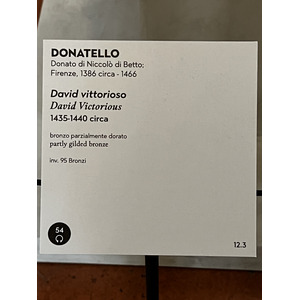 DONATELLO
Donato di Niccolò di Betto;
Firenze, 1386 circa - 1466
David vittorioso
David Victorious
1435-1440 circa
bronzo parzialmente dorato
partly gilded bronze
inv. 95 Bronzi
54
12.3